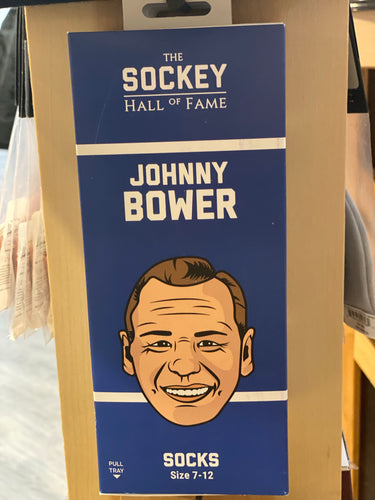 THE
SOCKEY
HALL OF FAME
JOHNNY
BOWER
SOCKS
Size 7-12
PULL
TRAY